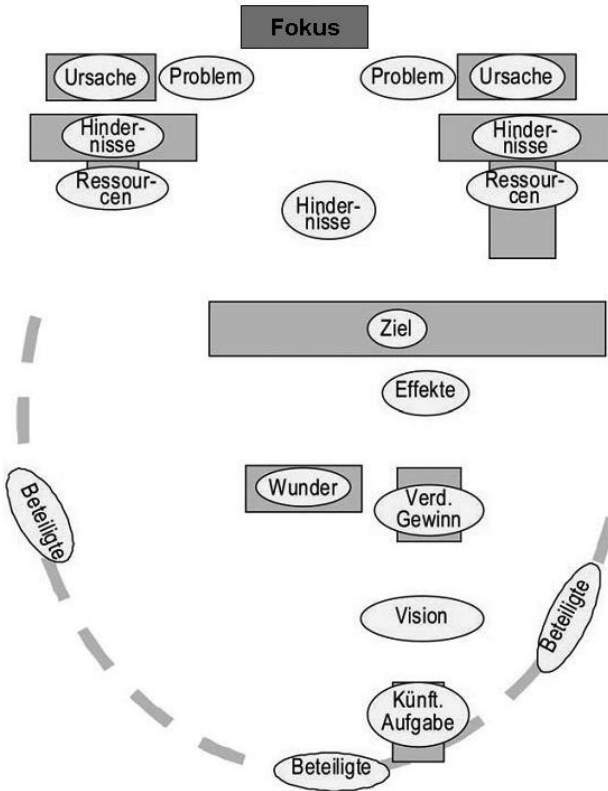 Fokus
Ursache
Problem
Problem
Ursache
Hinder-
nisse
Hinder-
nisse
Ressour-
cen
Ressour-
cen
Hinder-
nisse
Ziel
Effekte
Wunder
Verd.
Gewinn
Beteiligte
Beteiligte
Vision
Künft.
Aufgabe
Beteiligte